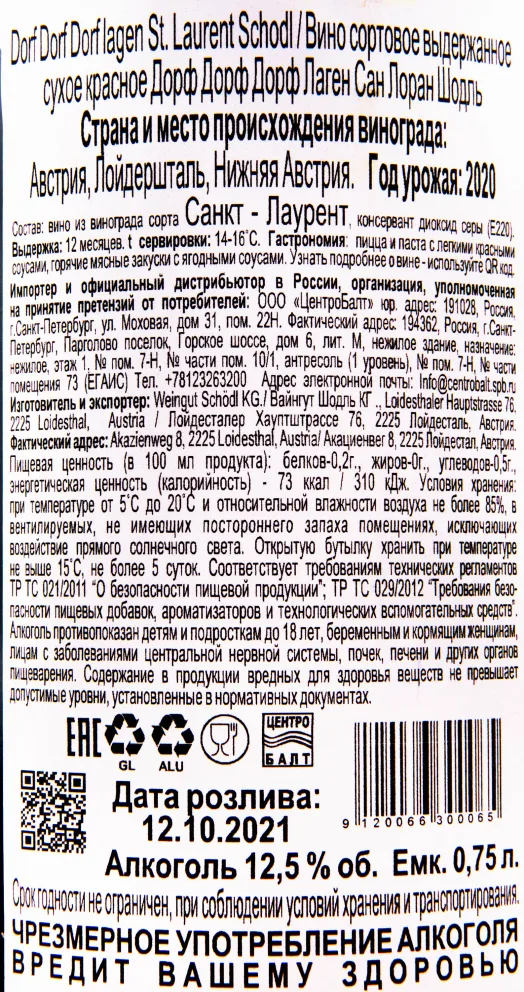 Dorf Dorf Dorflagen St. Laurent Schodl / Вино сортовое выдержанное
сухое красное Дорф Дорф Дорф Лаген Сан Лоран Шодль
Страна и место происхождения винограда:
Австрия, Лойдершталь, Нижняя Австрия. Год урожая: 2020
Состав: вино из винограда сорта Санкт - Лаурент, консервант диоксид серы (Е220).
Выдержка: 12 месяцев. t сервировки: 14-16°С. Гастрономия: пицца и паста с легкими красными
соусами, горячие мясные закуски с ягодными соусами. Узнать подробнее о вине - используйте QR код.
Импортер и официальный дистрибьютор в России, организация, уполномоченная
на принятие претензий от потребителей: ООО «ЦентроБалт» юр. адрес: 191028, Россия,
г.Санкт-Петербург, ул. Моховая, дом 31, пом. 22Н. Фактический адрес: 194362, Россия, г.Санкт-
Петербург, Парголово поселок, Горское шоссе, дом 6, лит. М, нежилое здание, назначение:
нежилое, этаж 1. № пом. 7-Н, № части пом. 10/1, антресоль (1 уровень), № пом. 7-Н, № части
помещения 73 (ЕГАИС) Тел. +78123263200 Адрес электронной почты: Info@centrobalt.spb.ru
Изготовитель и экспортер: Weingut Schödl KG./ Вайнгут Шодль КГ ., Loidesthaler Hauptstrasse 76,
2225 Loidesthal, Austria / Лойдесталер Хауптштрассе 76, 2225 Лойдесталь, Австрия.
Фактический адрес: Akazienweg 8, 2225 Loidesthal, Austria/ Акациенвег 8, 2225 Лойдестал, Австрия.
Пищевая ценность (в 100 мл продукта): белков-0,2г., жиров-0г., углеводов-0,5г.,
энергетическая ценность (калорийность) - 73 ккал / 310 кДж. Условия хранения:
при температуре от 5°С до 20°С и относительной влажности воздуха не более 85%, в
вентилируемых, не имеющих постороннего запаха помещениях, исключающих
воздействие прямого солнечного света. Открытую бутылку хранить при температуре
не выше 15°С, не более 5 суток. Соответствует требованиям технических регламентов
ТР ТС 021/2011 "О безопасности пищевой продукции"; ТР ТС 029/2012 "Требования безо-
пасности пищевых добавок, ароматизаторов и технологических вспомогательных средств".
Алкоголь противопоказан детям и подросткам до 18 лет, беременным и кормящим женщинам,
лицам с заболеваниями центральной нервной системы, почек, печени и других органов
пищеварения. Содержание в продукции вредных для здоровья веществ не превышает
допустимые уровни, установленные в нормативных документах.
ЕАС
GL
ALU
ЦЕНТРО
БАЛТ
Дата розлива:
12.10.2021
9120066300065
Алкоголь 12,5 % об. Емк. 0,75 л.
Срок годности не ограничен, при соблюдении условий хранения и транспортирования.
ЧРЕЗМЕРНОЕ УПОТРЕБЛЕНИЕ АЛКОГОЛЯ
ВРЕДИТ ВАШЕМУ ЗДОРОВЬЮ